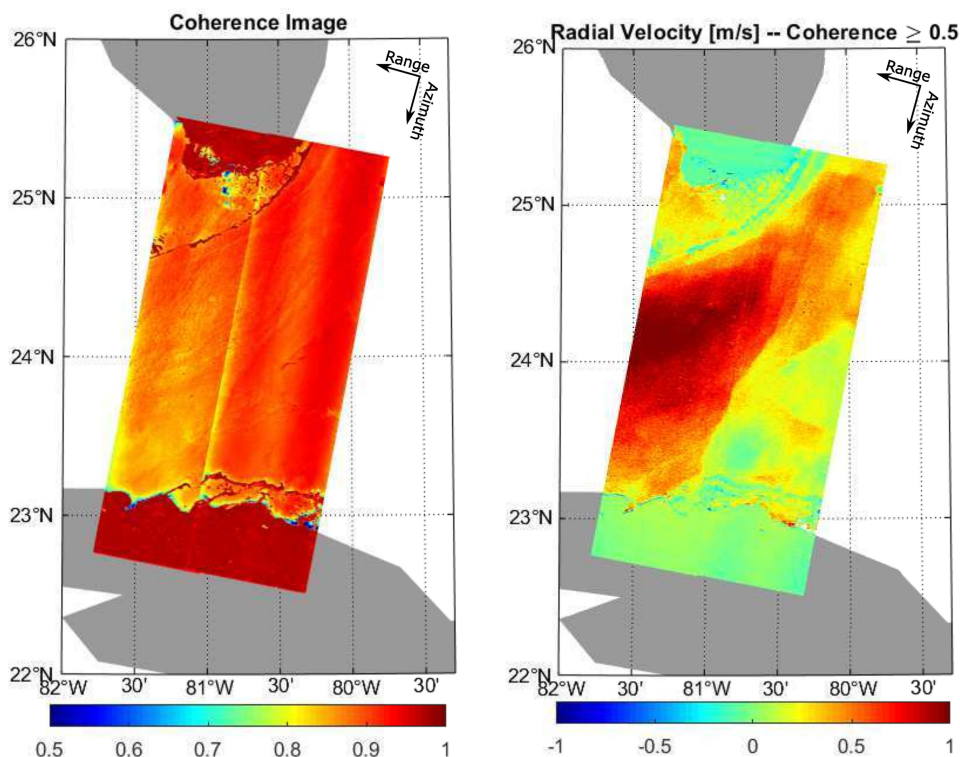 Coherence Image
26°N
25°N
24°N
23°N
22°N
82°W 30' 81°W 30' 80°W 30'
Range
Azimuth
0.5 0.6 0.7 0.8 0.9 1
Radial Velocity [m/s] -- Coherence ≥ 0.5
26°N
25°N
24°N
23°N
22°N
82°W 30' 81°W 30' 80°W 30'
Range
Azimuth
-1 -0.5 0 0.5 1